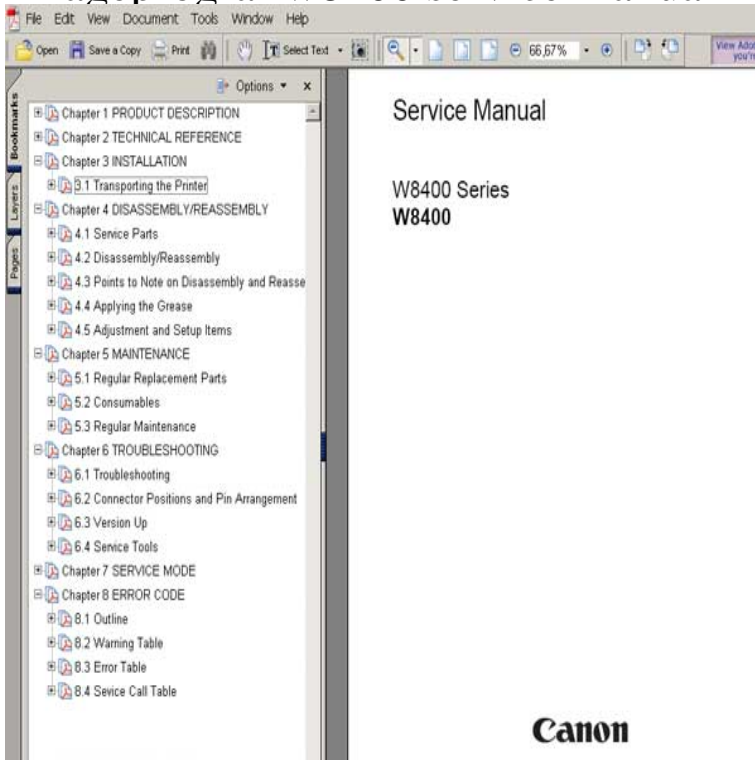 File Edit View Document Tools Window Help
Open Save a Copy Print Select Text 66,67%
Options x
Bookmarks
Layers
Pages
Chapter 1 PRODUCT DESCRIPTION
Chapter 2 TECHNICAL REFERENCE
Chapter 3 INSTALLATION
3.1 Transporting the Printer
Chapter 4 DISASSEMBLY/REASSEMBLY
4.1 Service Parts
4.2 Disassembly/Reassembly
4.3 Points to Note on Disassembly and Reasse
4.4 Applying the Grease
4.5 Adjustment and Setup Items
Chapter 5 MAINTENANCE
5.1 Regular Replacement Parts
5.2 Consumables
5.3 Regular Maintenance
Chapter 6 TROUBLESHOOTING
6.1 Troubleshooting
6.2 Connector Positions and Pin Arrangement
6.3 Version Up
6.4 Service Tools
Chapter 7 SERVICE MODE
Chapter 8 ERROR CODE
8.1 Outline
8.2 Warning Table
8.3 Error Table
8.4 Sevice Call Table
Service Manual
W8400 Series
W8400
Canon